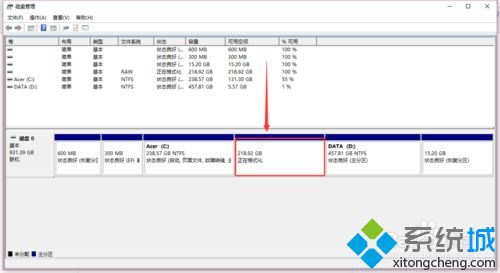 磁盘管理
文件(F) 操作(A) 查看(V) 帮助(H)
卷 布局 类型 文件系统 状态 容量 可用空间 % 可用
简单 基本 状态良好 (... 600 MB 600 MB 100 %
简单 基本 状态良好 (... 300 MB 300 MB 100 %
简单 基本 状态良好 (... 15.20 GB 15.20 GB 100 %
简单 基本 RAW 正在格式化 218.92 GB 218.92 GB 100 %
Acer (C:) 简单 基本 NTFS 状态良好 (... 238.57 GB 131.30 GB 55 %
DATA (D:) 简单 基本 NTFS 状态良好 (... 457.81 GB 5.57 GB 1 %
磁盘 0
基本
931.39 GB
联机
600 MB
状态良好 (恢复分区
300 MB
状态良好 (EFI
Acer (C:)
238.57 GB NTFS
状态良好 (启动, 页面文件, 故障转储,
218.92 GB
正在格式化
DATA (D:)
457.81 GB NTFS
状态良好 (主分区)
15.20 GB
状态良好 (恢复分区)
未分配 主分区
系统城
xitongcheng.com